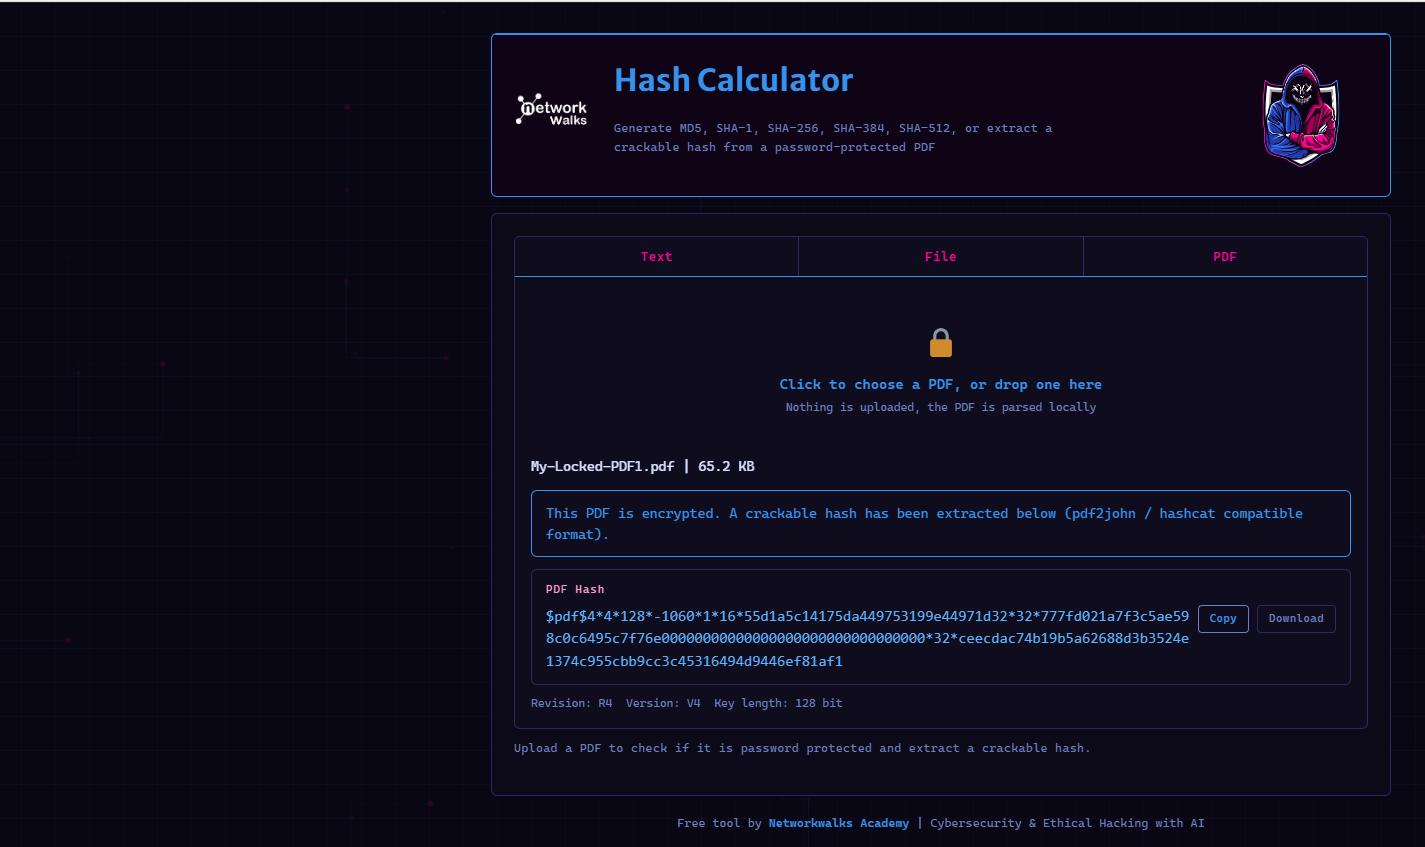 network
Walks
Hash Calculator
Generate MD5, SHA-1, SHA-256, SHA-384, SHA-512, or extract a
crackable hash from a password-protected PDF
Text
File
PDF
Click to choose a PDF, or drop one here
Nothing is uploaded, the PDF is parsed locally
My-Locked-PDF1.pdf | 65.2 KB
This PDF is encrypted. A crackable hash has been extracted below (pdf2john / hashcat compatible
format).
PDF Hash
$pdf$4*4*128*-1060*1*16*55d1a5c14175da449753199e44971d32*32*777fd021a7f3c5ae59
8c0c6495c7f76e00000000000000000000000000000000*32*ceecdac74b19b5a62688d3b3524e
1374c955cbb9cc3c45316494d9446ef81af1
Copy
Download
Revision: R4 Version: V4 Key length: 128 bit
Upload a PDF to check if it is password protected and extract a crackable hash.
Free tool by Networkwalks Academy | Cybersecurity & Ethical Hacking with AI